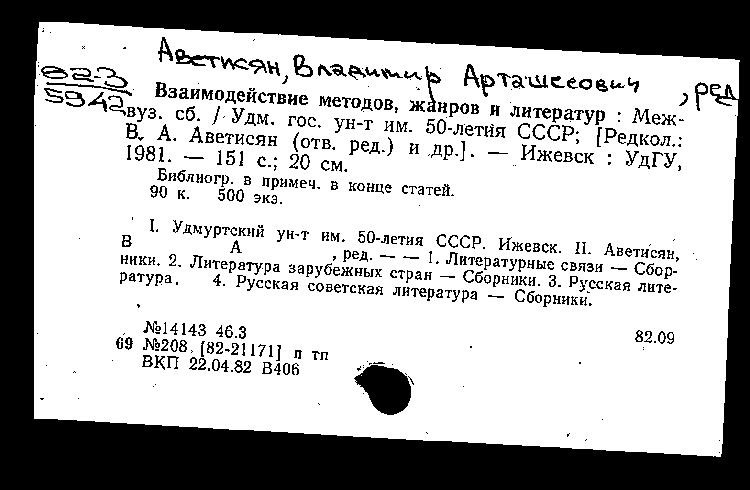 Аветисян, Владимир Арташесович, ред
82-3
5942
Взаимодействие методов, жанров и литератур : Меж-
вуз. сб. / Удм. гос. ун-т им. 50-летия СССР; [Редкол.:
В. А. Аветисян (отв. ред.) и др.]. — Ижевск : УдГУ,
1981. — 151 с.; 20 см.
Библиогр. в примеч. в конце статей.
90 к. 500 экз.
I. Удмуртский ун-т им. 50-летия СССР. Ижевск. II. Аветисян,
В А , ред. — — 1. Литературные связи — Сбор-
ники. 2. Литература зарубежных стран — Сборники. 3. Русская лите-
ратура. 4. Русская советская литература — Сборники.
№14143 46.3 82.09
69 №208 [82-21171] п тп
ВКП 22.04.82 В406